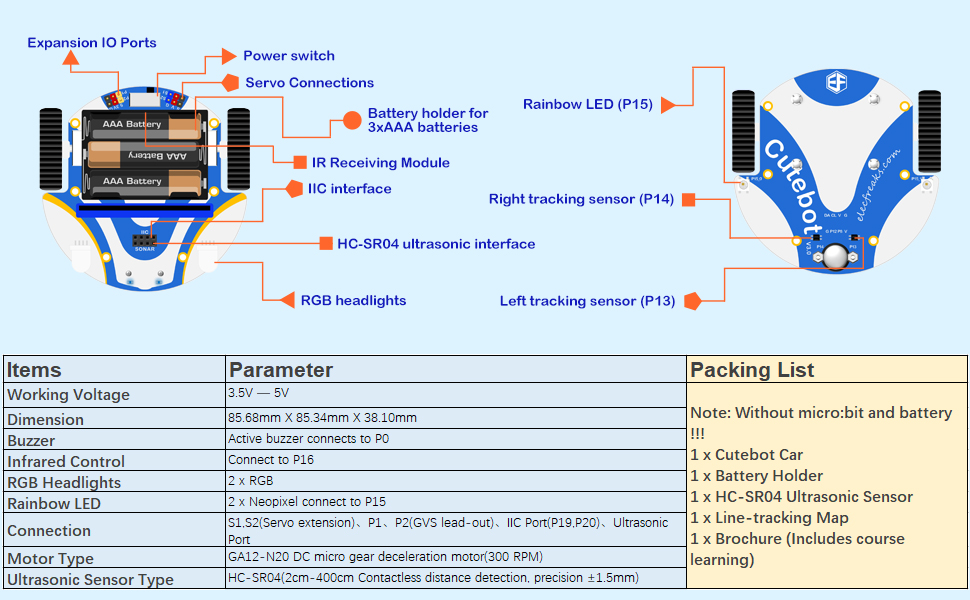 Expansion IO Ports
Power switch
Servo Connections
Battery holder for
3xAAA batteries
IR Receiving Module
IIC interface
HC-SR04 ultrasonic interface
RGB headlights
AAA Battery
AAA Battery
AAA Battery
IIC
SONAR
Rainbow LED (P15)
Right tracking sensor (P14)
Left tracking sensor (P13)
Cutebot
V3.0
elecfreaks.com
Items
Parameter
Working Voltage
3.5V — 5V
Dimension
85.68mm X 85.34mm X 38.10mm
Buzzer
Active buzzer connects to P0
Infrared Control
Connect to P16
RGB Headlights
2 x RGB
Rainbow LED
2 x Neopixel connect to P15
Connection
S1.S2(Servo extension)、P1、P2(GVS lead-out)、IIC Port(P19,P20)、Ultrasonic
Port
Motor Type
GA12-N20 DC micro gear deceleration motor(300 RPM)
Ultrasonic Sensor Type
HC-SR04(2cm-400cm Contactless distance detection, precision ±1.5mm)
Packing List
Note: Without micro:bit and battery
!!!
1 x Cutebot Car
1 x Battery Holder
1 x HC-SR04 Ultrasonic Sensor
1 x Line-tracking Map
1 x Brochure (Includes course
learning)